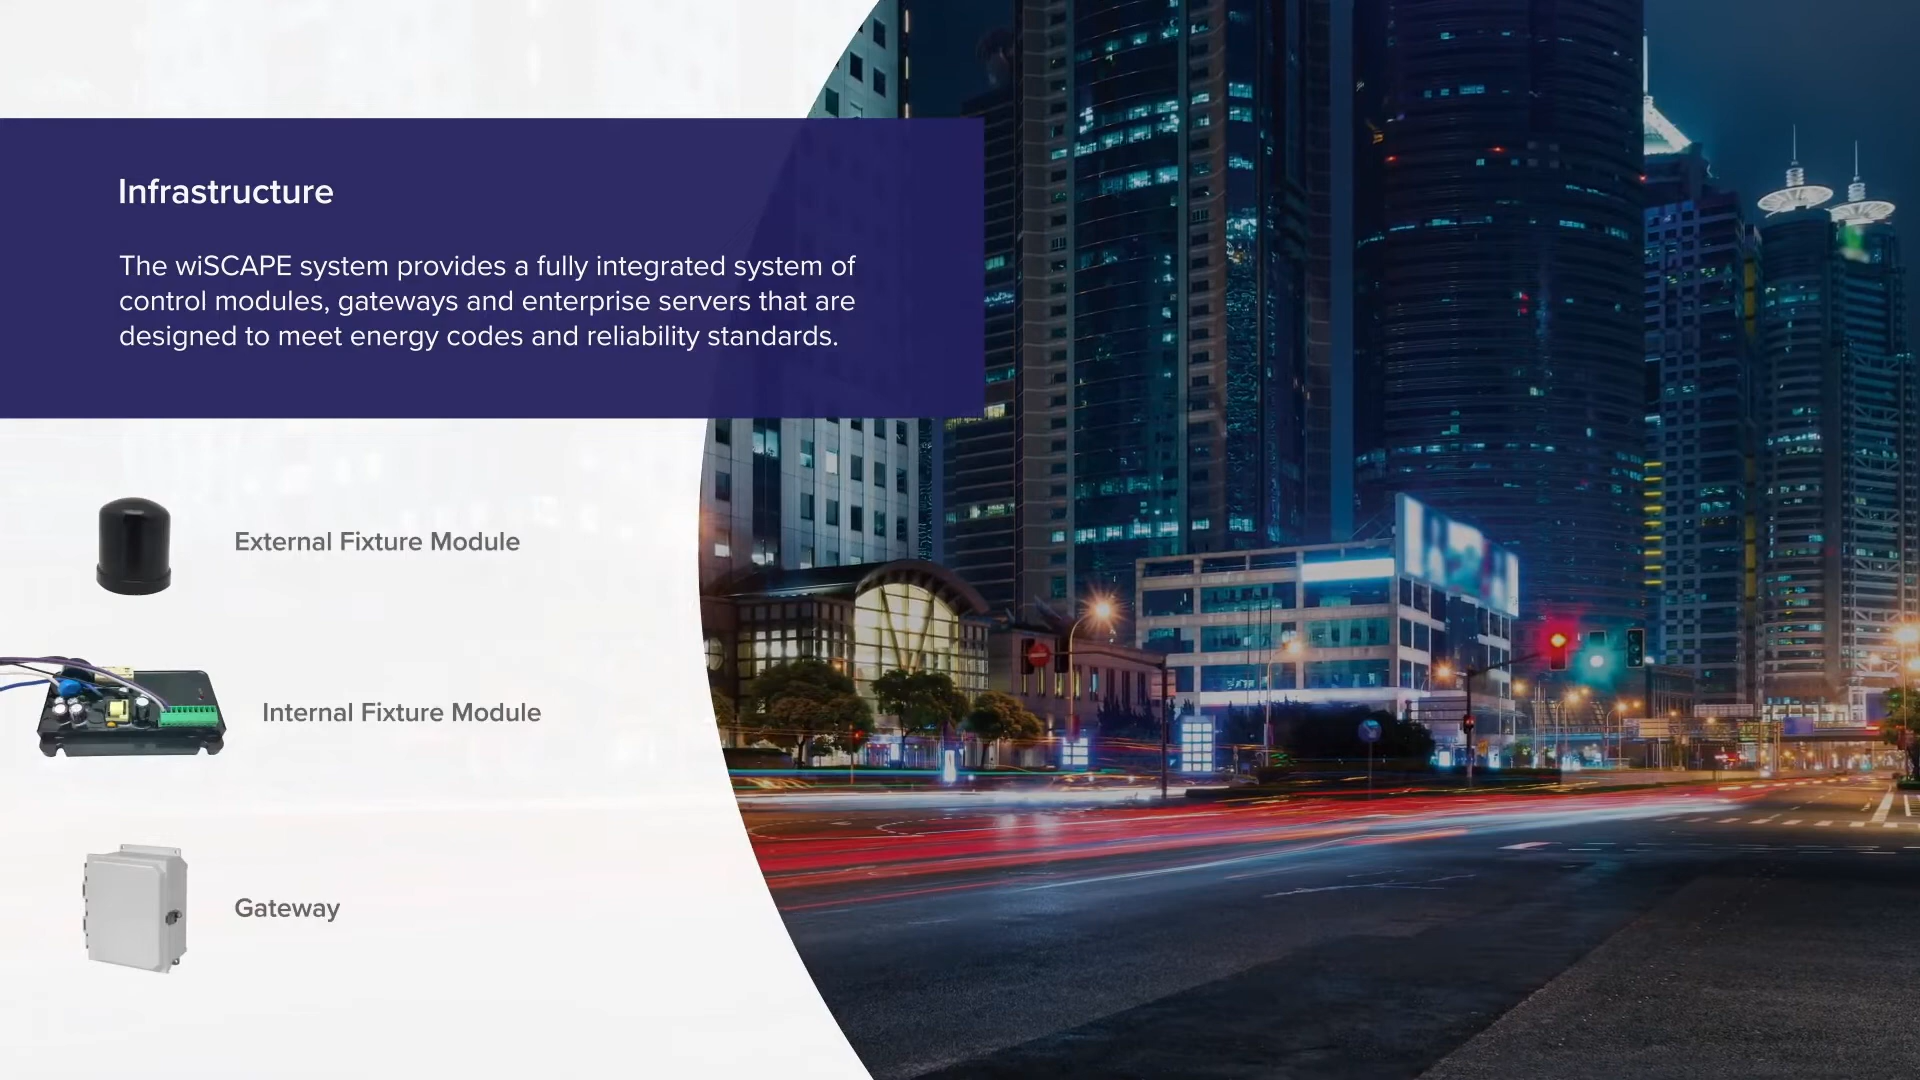 Infrastructure
The wiSCAPE system provides a fully integrated system of
control modules, gateways and enterprise servers that are
designed to meet energy codes and reliability standards.
External Fixture Module
Internal Fixture Module
Gateway